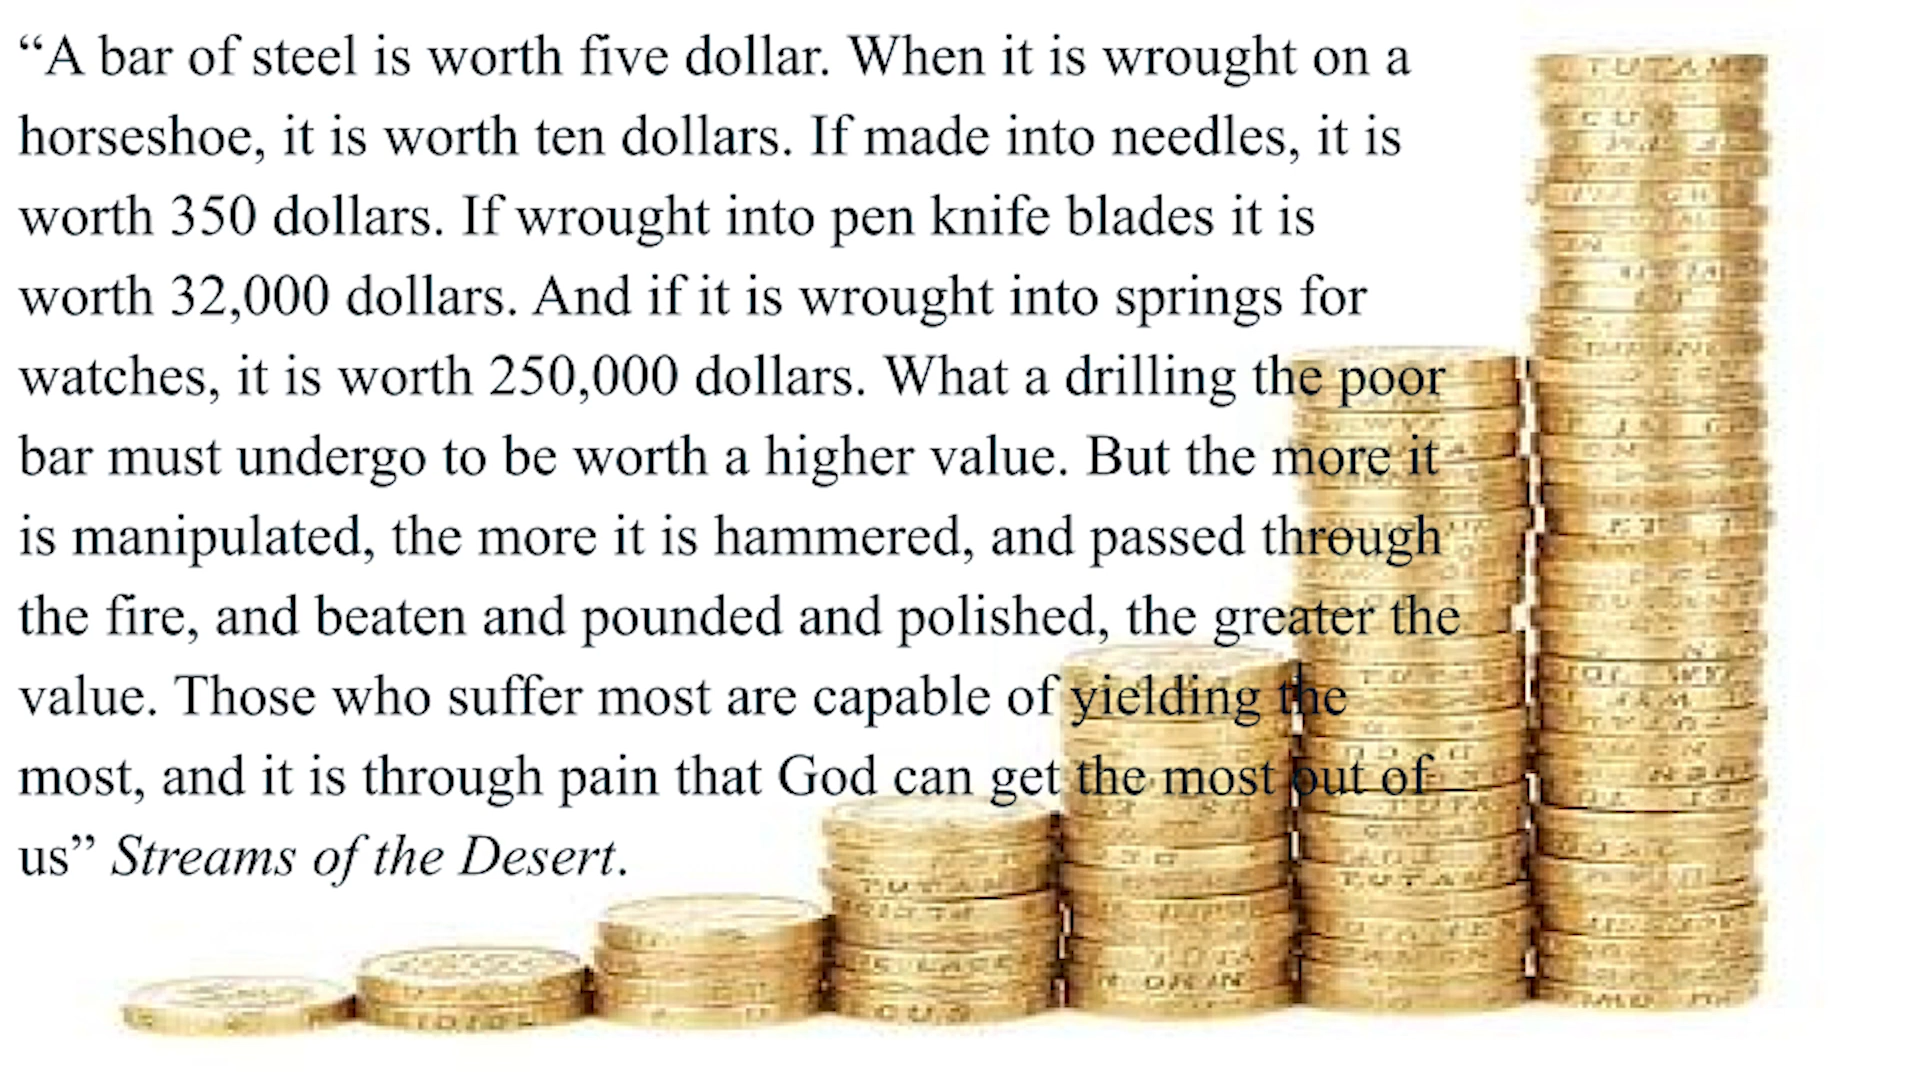 “A bar of steel is worth five dollar. When it is wrought on a
horseshoe, it is worth ten dollars. If made into needles, it is
worth 350 dollars. If wrought into pen knife blades it is
worth 32,000 dollars. And if it is wrought into springs for
watches, it is worth 250,000 dollars. What a drilling the poor
bar must undergo to be worth a higher value. But the more it
is manipulated, the more it is hammered, and passed through
the fire, and beaten and pounded and polished, the greater the
value. Those who suffer most are capable of yielding the
most, and it is through pain that God can get the most out of
us” Streams of the Desert.